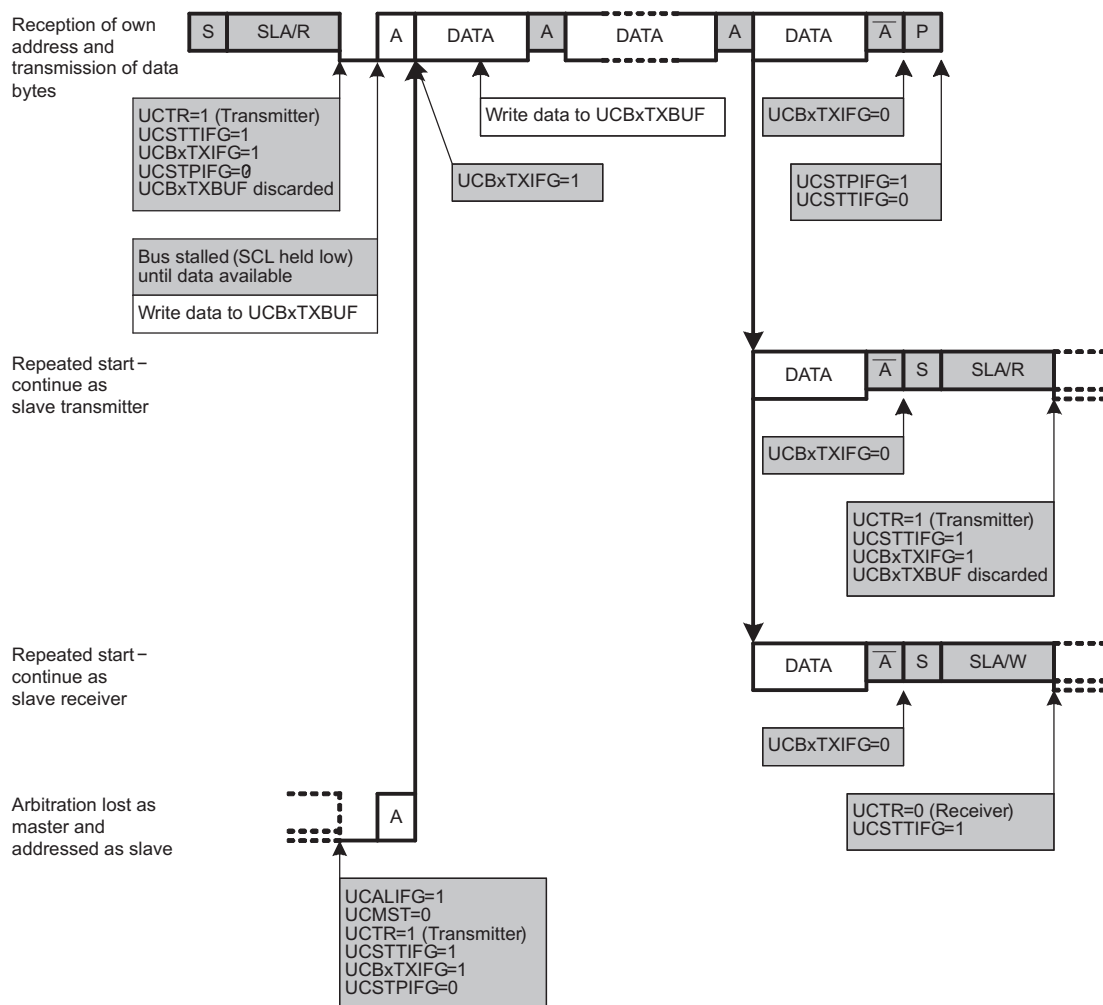 Reception of own
address and
transmission of data
bytes
S SLA/R A DATA A DATA A DATA A P
UCTR=1 (Transmitter)
UCSTTIFG=1
UCBxTXIFG=1
UCSTPIFG=0
UCBxTXBUF discarded
Write data to UCBxTXBUF
UCBxTXIFG=0
UCBxTXIFG=1
UCSTPIFG=1
UCSTTIFG=0
Bus stalled (SCL held low)
until data available
Write data to UCBxTXBUF
Repeated start−
continue as
slave transmitter
DATA A S SLA/R
UCBxTXIFG=0
UCTR=1 (Transmitter)
UCSTTIFG=1
UCBxTXIFG=1
UCBxTXBUF discarded
Repeated start−
continue as
slave receiver
DATA A S SLA/W
UCBxTXIFG=0
UCTR=0 (Receiver)
UCSTTIFG=1
Arbitration lost as
master and
addressed as slave
A
UCALIFG=1
UCMST=0
UCTR=1 (Transmitter)
UCSTTIFG=1
UCBxTXIFG=1
UCSTPIFG=0